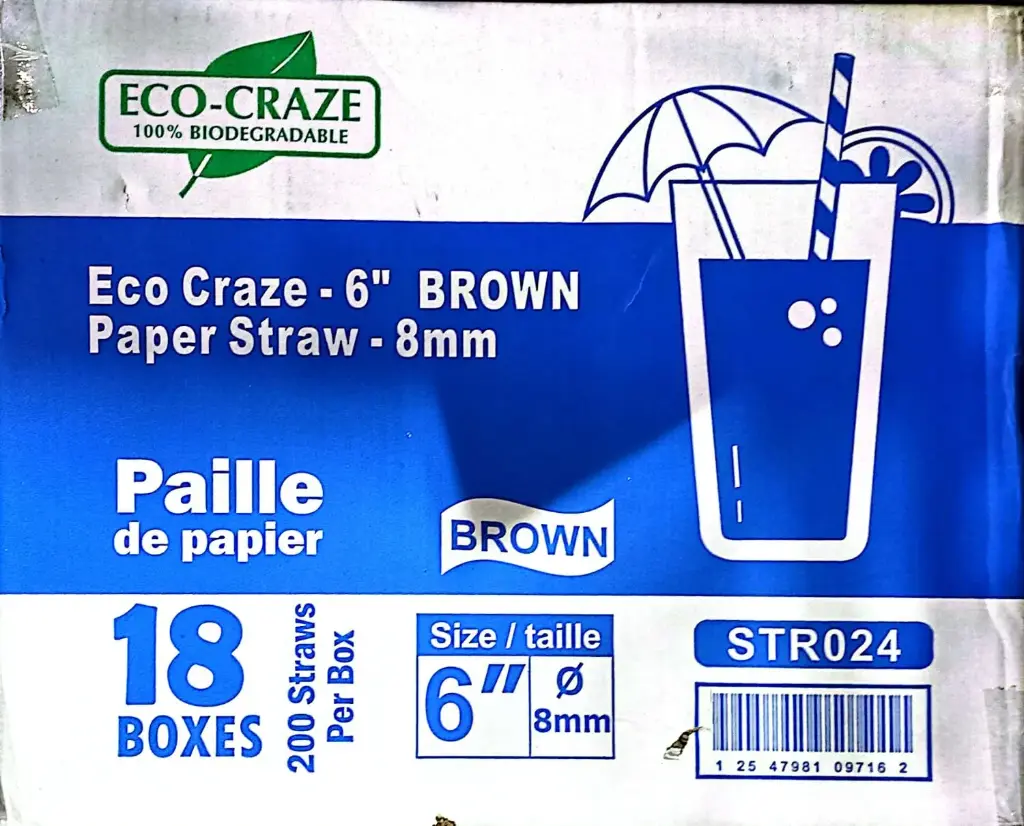 ECO-CRAZE
100% BIODEGRADABLE
Eco Craze - 6" BROWN
Paper Straw - 8mm
Paille
de papier
BROWN
18
BOXES
200 Straws
Per Box
Size / taille
6"
Ø
8mm
STR024
1 25 47981 09716 2